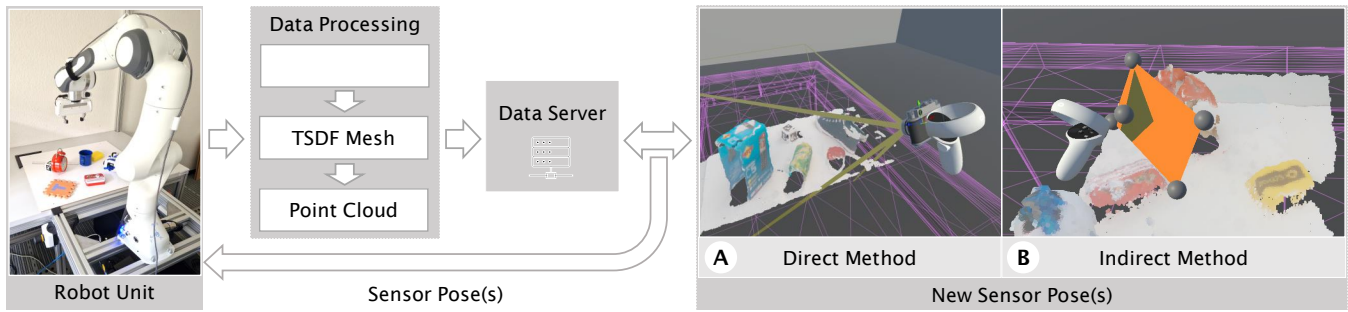 Data Processing
TSDF Mesh
Point Cloud
Data Server
Robot Unit
Sensor Pose(s)
A Direct Method
B Indirect Method
New Sensor Pose(s)